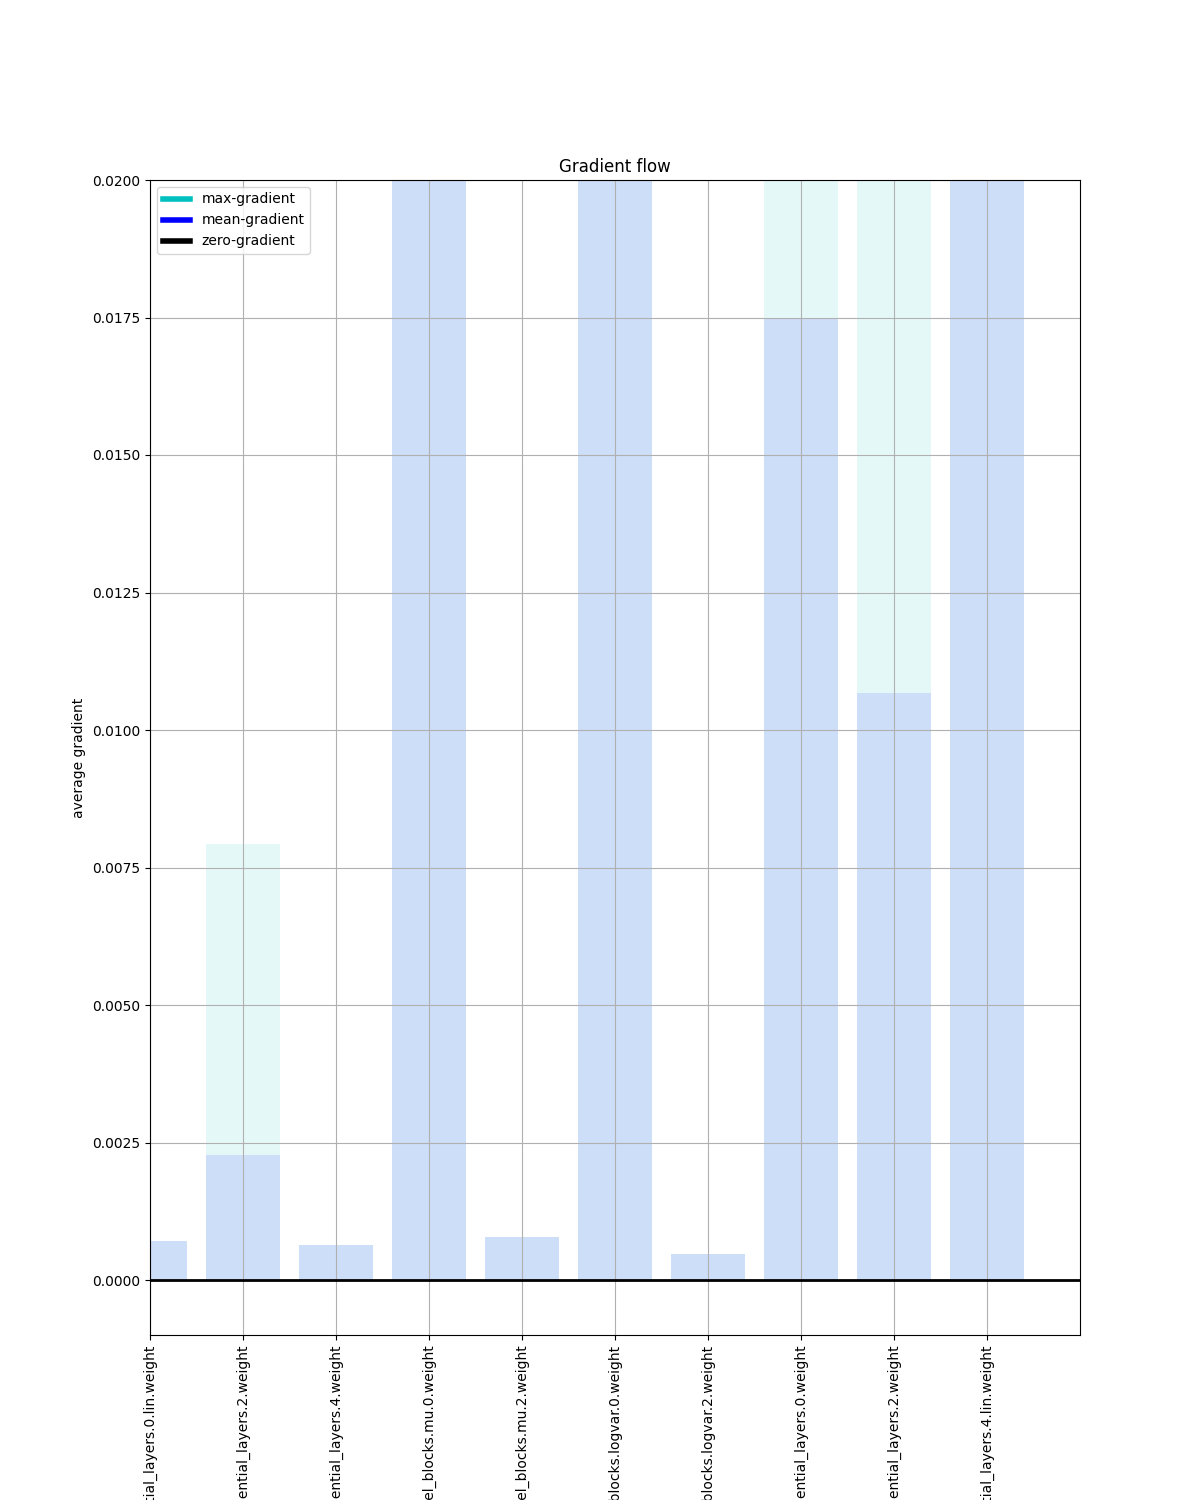 Gradient flow
max-gradient
mean-gradient
zero-gradient
0.0200
0.0175
0.0150
0.0125
0.0100
0.0075
0.0050
0.0025
0.0000
average gradient
tial_layers.0.lin.weight
ential_layers.2.weight
ential_layers.4.weight
el_blocks.mu.0.weight
el_blocks.mu.2.weight
blocks.logvar.0.weight
blocks.logvar.2.weight
ential_layers.0.weight
ential_layers.2.weight
tial_layers.4.lin.weight